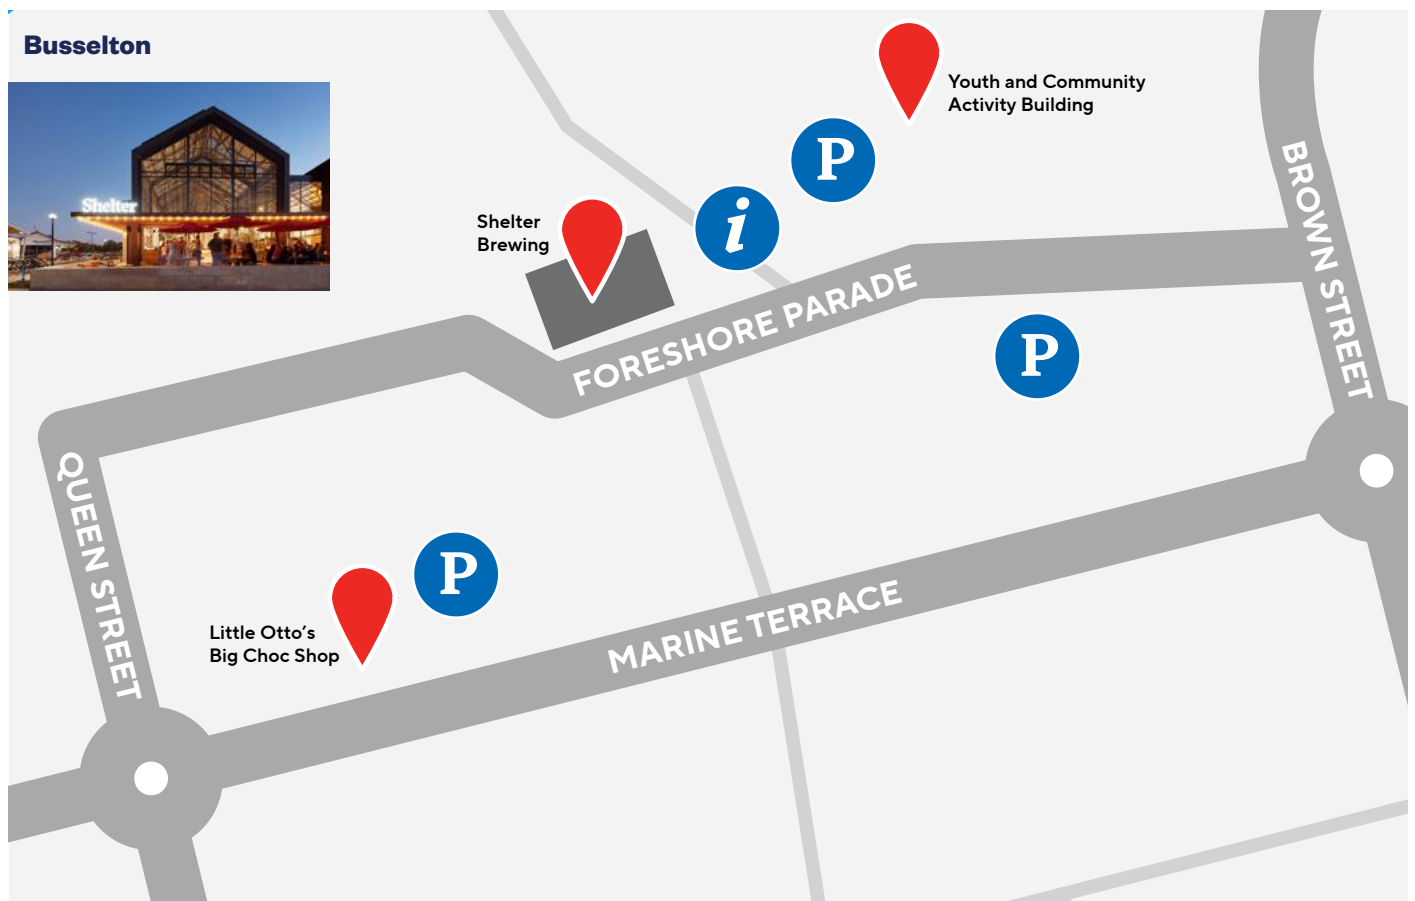 Busselton
Shelter
Youth and Community
Activity Building
P
i
Shelter
Brewing
BROWN STREET
FORESHORE PARADE
P
QUEEN STREET
P
Little Otto’s
Big Choc Shop
MARINE TERRACE